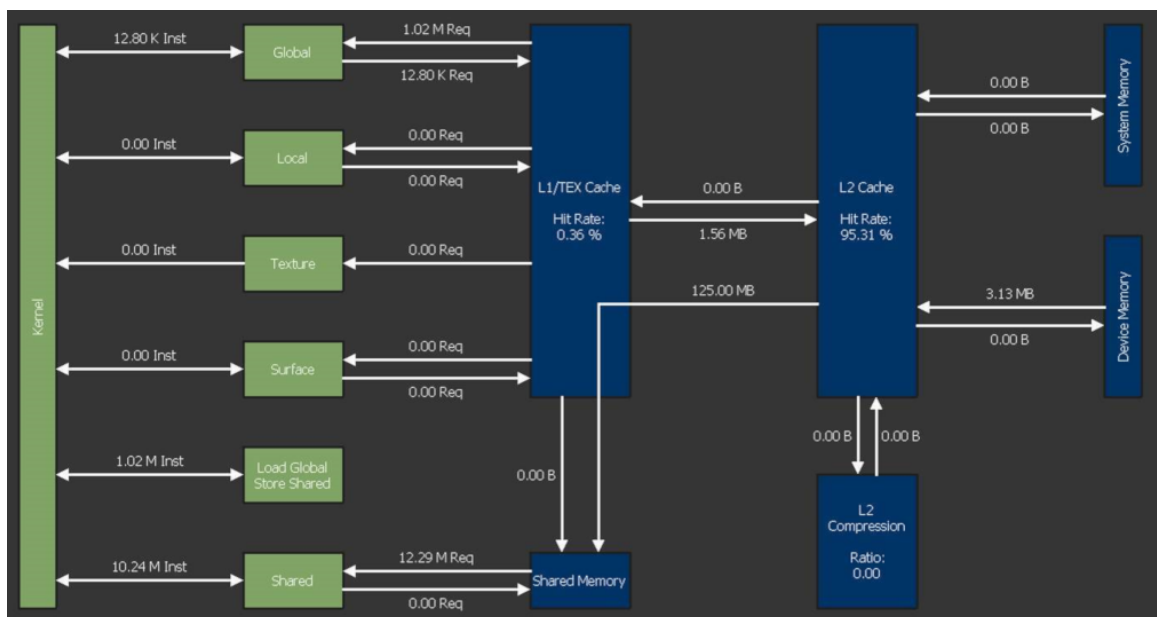 Kernel
12.80 K Inst
Global
1.02 M Req
12.80 K Req
0.00 Inst
Local
0.00 Req
0.00 Req
0.00 Inst
Texture
0.00 Req
0.00 Inst
Surface
0.00 Req
0.00 Req
1.02 M Inst
Load Global
Store Shared
10.24 M Inst
Shared
12.29 M Req
0.00 Req
L1/TEX Cache
Hit Rate:
0.36 %
0.00 B
Shared Memory
0.00 B
1.56 MB
125.00 MB
L2 Cache
Hit Rate:
95.31 %
0.00 B
0.00 B
L2
Compression
Ratio:
0.00
0.00 B
0.00 B
System Memory
3.13 MB
0.00 B
Device Memory